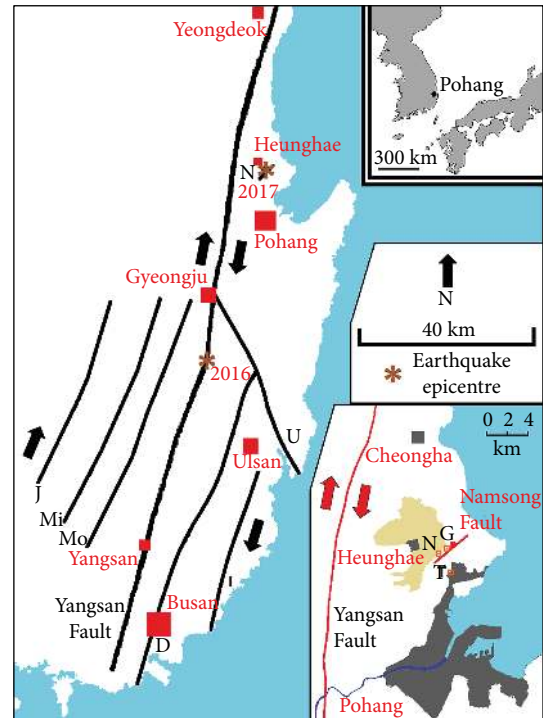 Yeongdeok
Heunghae
N
2017
Pohang
Gyeongju
2016
U
Ulsan
J
Mi
Mo
Yangsan
Yangsan
Fault
Busan
D
I
Pohang
300 km
N
40 km
Earthquake
epicentre
0 2 4
km
Cheongha
Namsong
Fault
G
N
Heunghae
T
Yangsan
Fault
Pohang